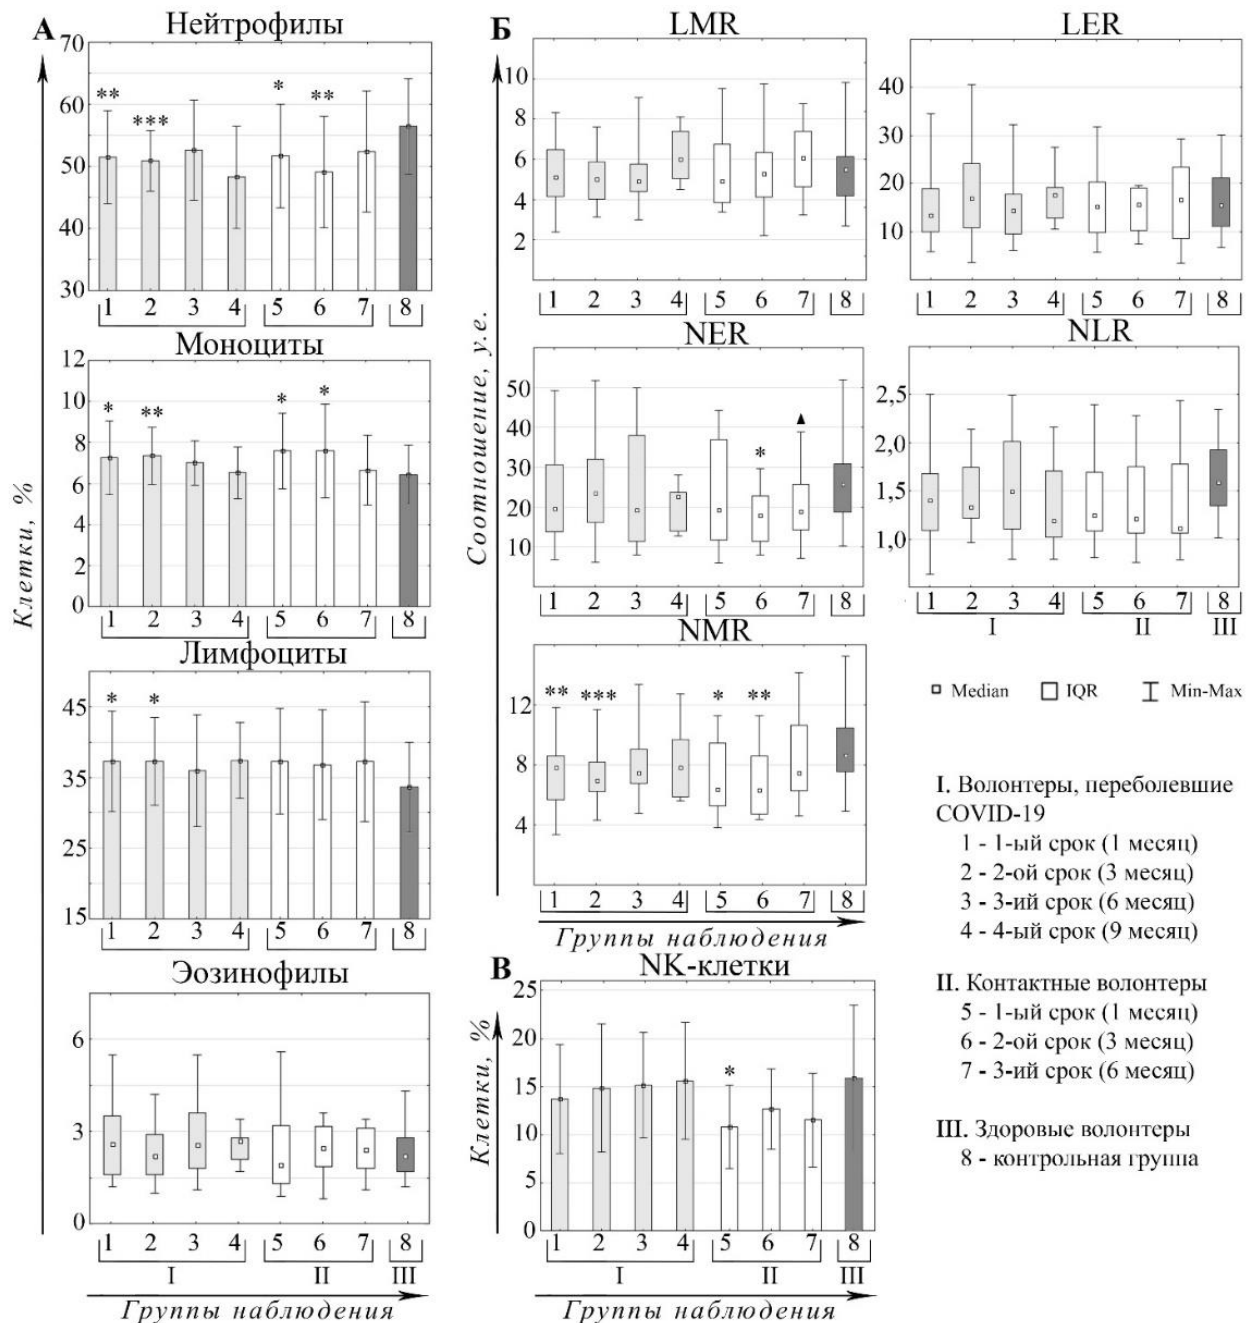 А
Нейтрофилы
70
60
50
40
30
** *** * **
1 2 3 4 5 6 7 8
Моноциты
12
10
8
6
4
2
0
* ** * *
1 2 3 4 5 6 7 8
Лимфоциты
45
35
25
15
* *
1 2 3 4 5 6 7 8
Эозинофилы
6
3
0
1 2 3 4 5 6 7 8
I II III
Клетки, %
Группы наблюдения
Б
LMR
10
8
6
4
2
1 2 3 4 5 6 7 8
LER
40
30
20
10
1 2 3 4 5 6 7 8
NER
50
40
30
20
10
* ▲
1 2 3 4 5 6 7 8
NLR
2,5
2,0
1,5
1,0
1 2 3 4 5 6 7 8
I II III
NMR
12
8
4
** *** * **
1 2 3 4 5 6 7 8
Соотношение, у.е.
Группы наблюдения
Median IQR Min-Max
В
NK-клетки
25
20
15
10
5
0
*
1 2 3 4 5 6 7 8
I II III
Клетки, %
Группы наблюдения
I. Волонтеры, переболевшие
COVID-19
1 - 1-ый срок (1 месяц)
2 - 2-ой срок (3 месяц)
3 - 3-ий срок (6 месяц)
4 - 4-ый срок (9 месяц)
II. Контактные волонтеры
5 - 1-ый срок (1 месяц)
6 - 2-ой срок (3 месяц)
7 - 3-ий срок (6 месяц)
III. Здоровые волонтеры
8 - контрольная группа